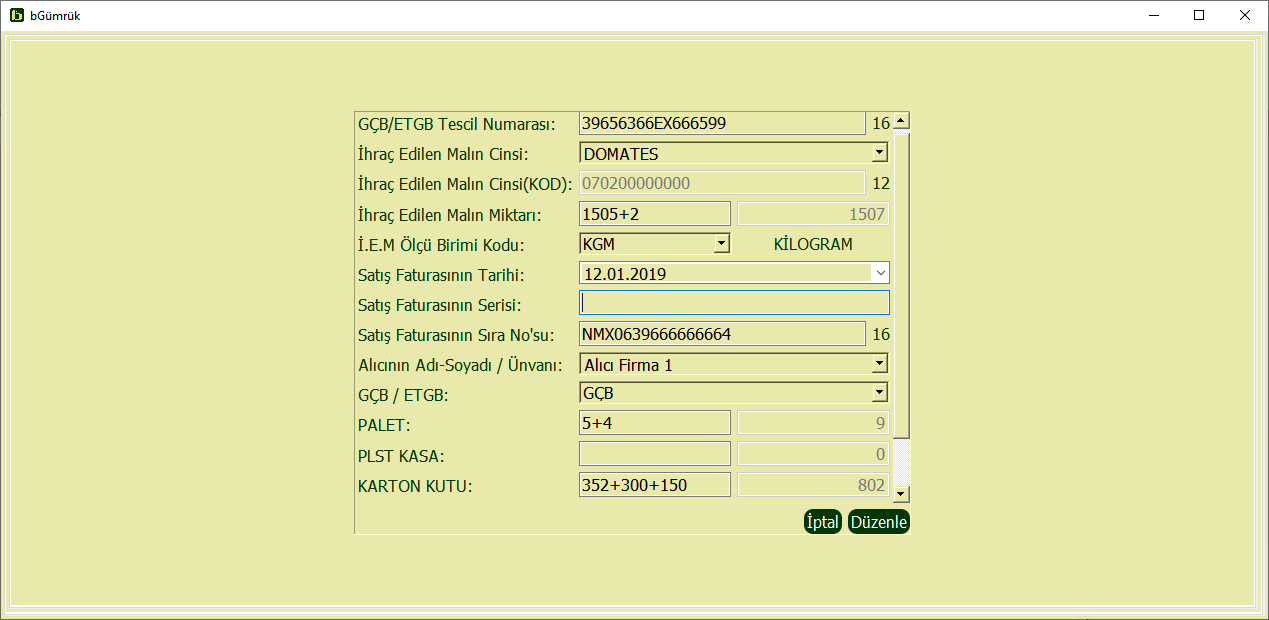 bGümrük
GÇB/ETGB Tescil Numarası: 39656366EX666599 16
İhraç Edilen Malın Cinsi: DOMATES
İhraç Edilen Malın Cinsi(KOD): 070200000000 12
İhraç Edilen Malın Miktarı: 1505+2 1507
İ.E.M Ölçü Birimi Kodu: KGM KİLOGRAM
Satış Faturasının Tarihi: 12.01.2019
Satış Faturasının Serisi:
Satış Faturasının Sıra No'su: NMX0639666666664 16
Alıcının Adı-Soyadı / Ünvanı: Alıcı Firma 1
GÇB / ETGB: GÇB
PALET: 5+4 9
PLST KASA: 0
KARTON KUTU: 352+300+150 802
İptal Düzenle